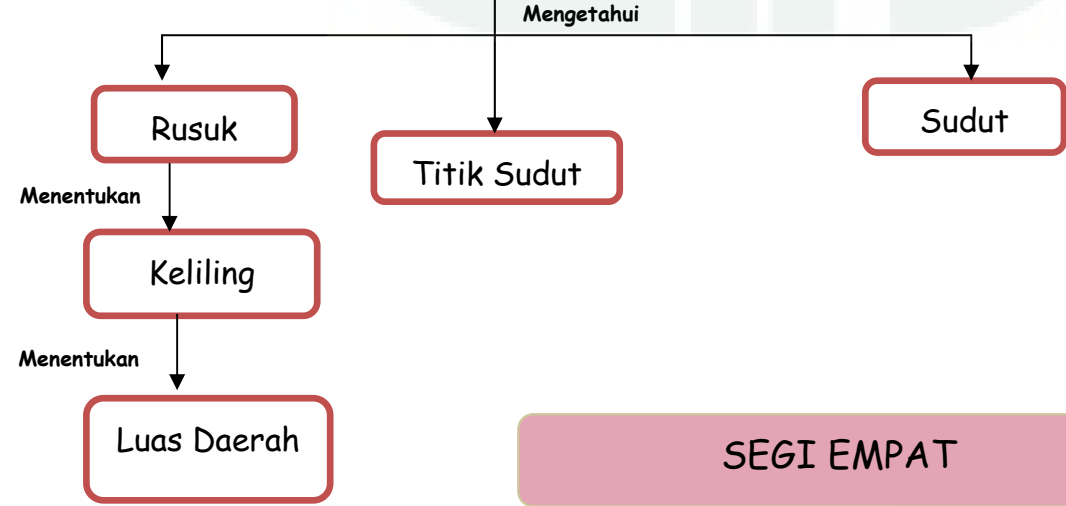 Mengetahui
Rusuk
Titik Sudut
Sudut
Menentukan
Keliling
Menentukan
Luas Daerah
SEGI EMPAT